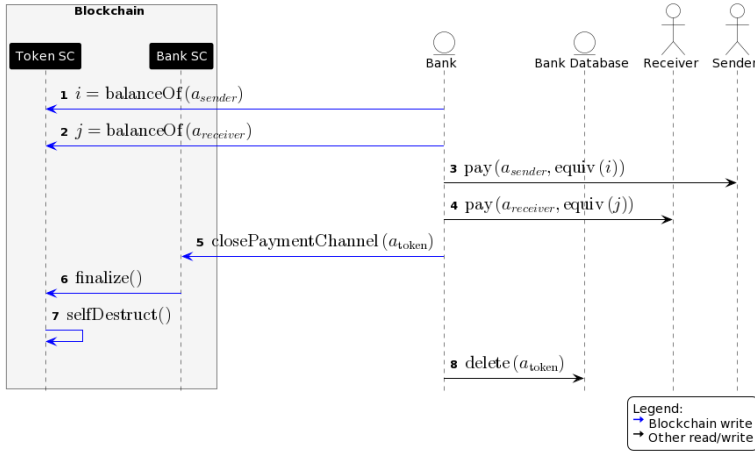 Blockchain
Token SC
Bank SC
Bank
Bank Database
Receiver
Sender
1 i = balanceOf(a_sender)
2 j = balanceOf(a_receiver)
3 pay(a_sender, equiv(i))
4 pay(a_receiver, equiv(j))
5 closePaymentChannel(a_token)
6 finalize()
7 selfDestruct()
8 delete(a_token)
Legend:
Blockchain write
Other read/write